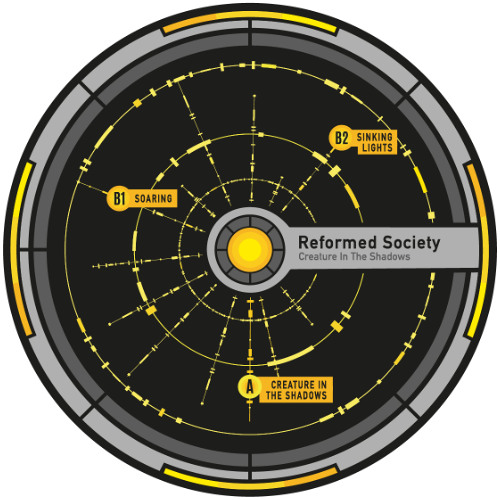 B2 SINKING
LIGHTS
B1 SOARING
Reformed Society
Creature In The Shadows
A CREATURE IN
THE SHADOWS